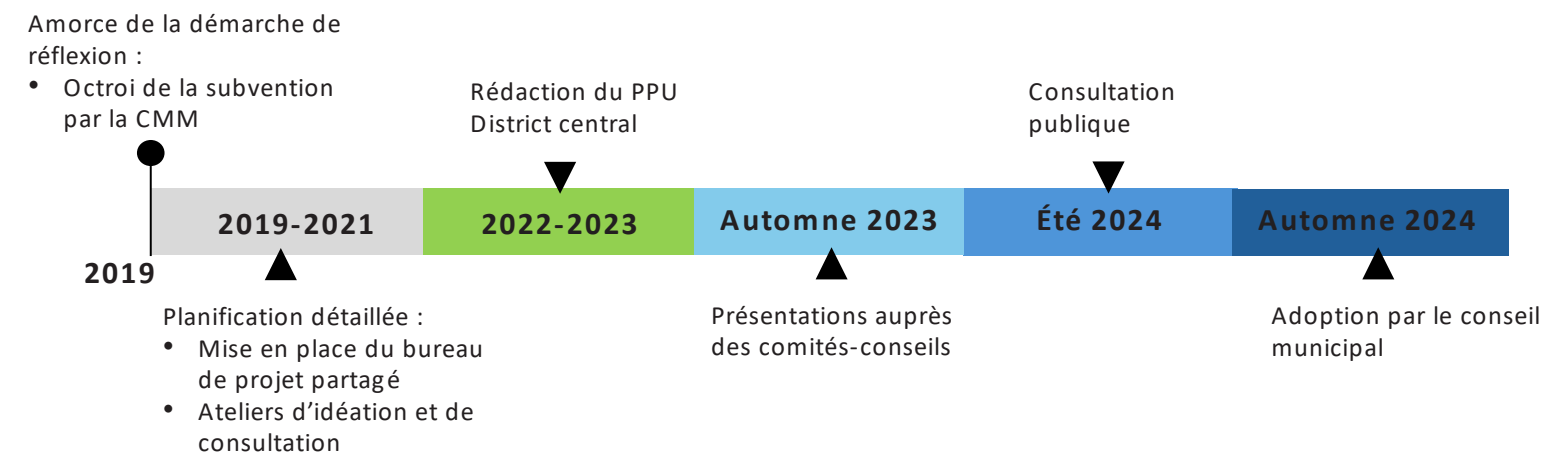 Amorce de la démarche de
réflexion :
• Octroi de la subvention
par la CMM
Rédaction du PPU
District central
Consultation
publique
2019-2021
2022-2023
Automne 2023
Été 2024
Automne 2024
2019
Planification détaillée :
• Mise en place du bureau
de projet partagé
• Ateliers d’idéation et de
consultation
Présentations auprès
des comités-conseils
Adoption par le conseil
municipal